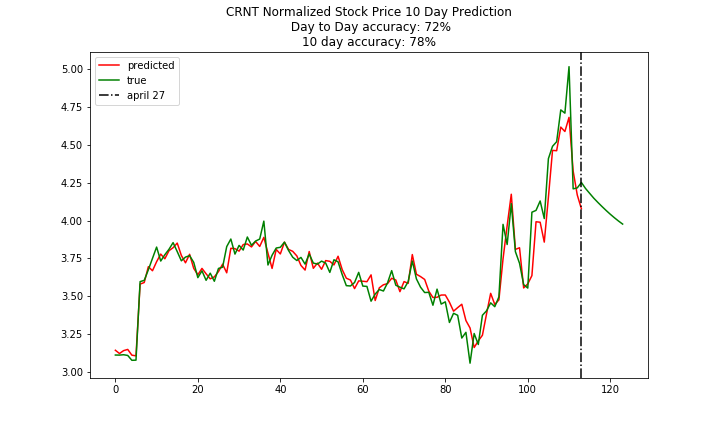 CRNT Normalized Stock Price 10 Day Prediction
Day to Day accuracy: 72%
10 day accuracy: 78%
predicted
true
april 27
5.00
4.75
4.50
4.25
4.00
3.75
3.50
3.25
3.00
0 20 40 60 80 100 120